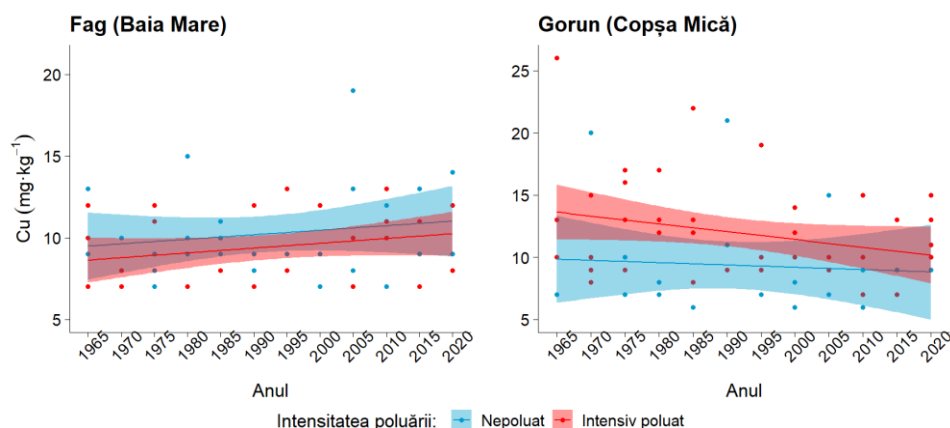 Fag (Baia Mare)
Gorun (Copșa Mică)
Cu (mg·kg⁻¹)
20
15
10
5
1965 1970 1975 1980 1985 1990 1995 2000 2005 2010 2015 2020
Anul
25
20
15
10
5
1965 1970 1975 1980 1985 1990 1995 2000 2005 2010 2015 2020
Anul
Intensitatea poluării: Nepoluat Intensiv poluat